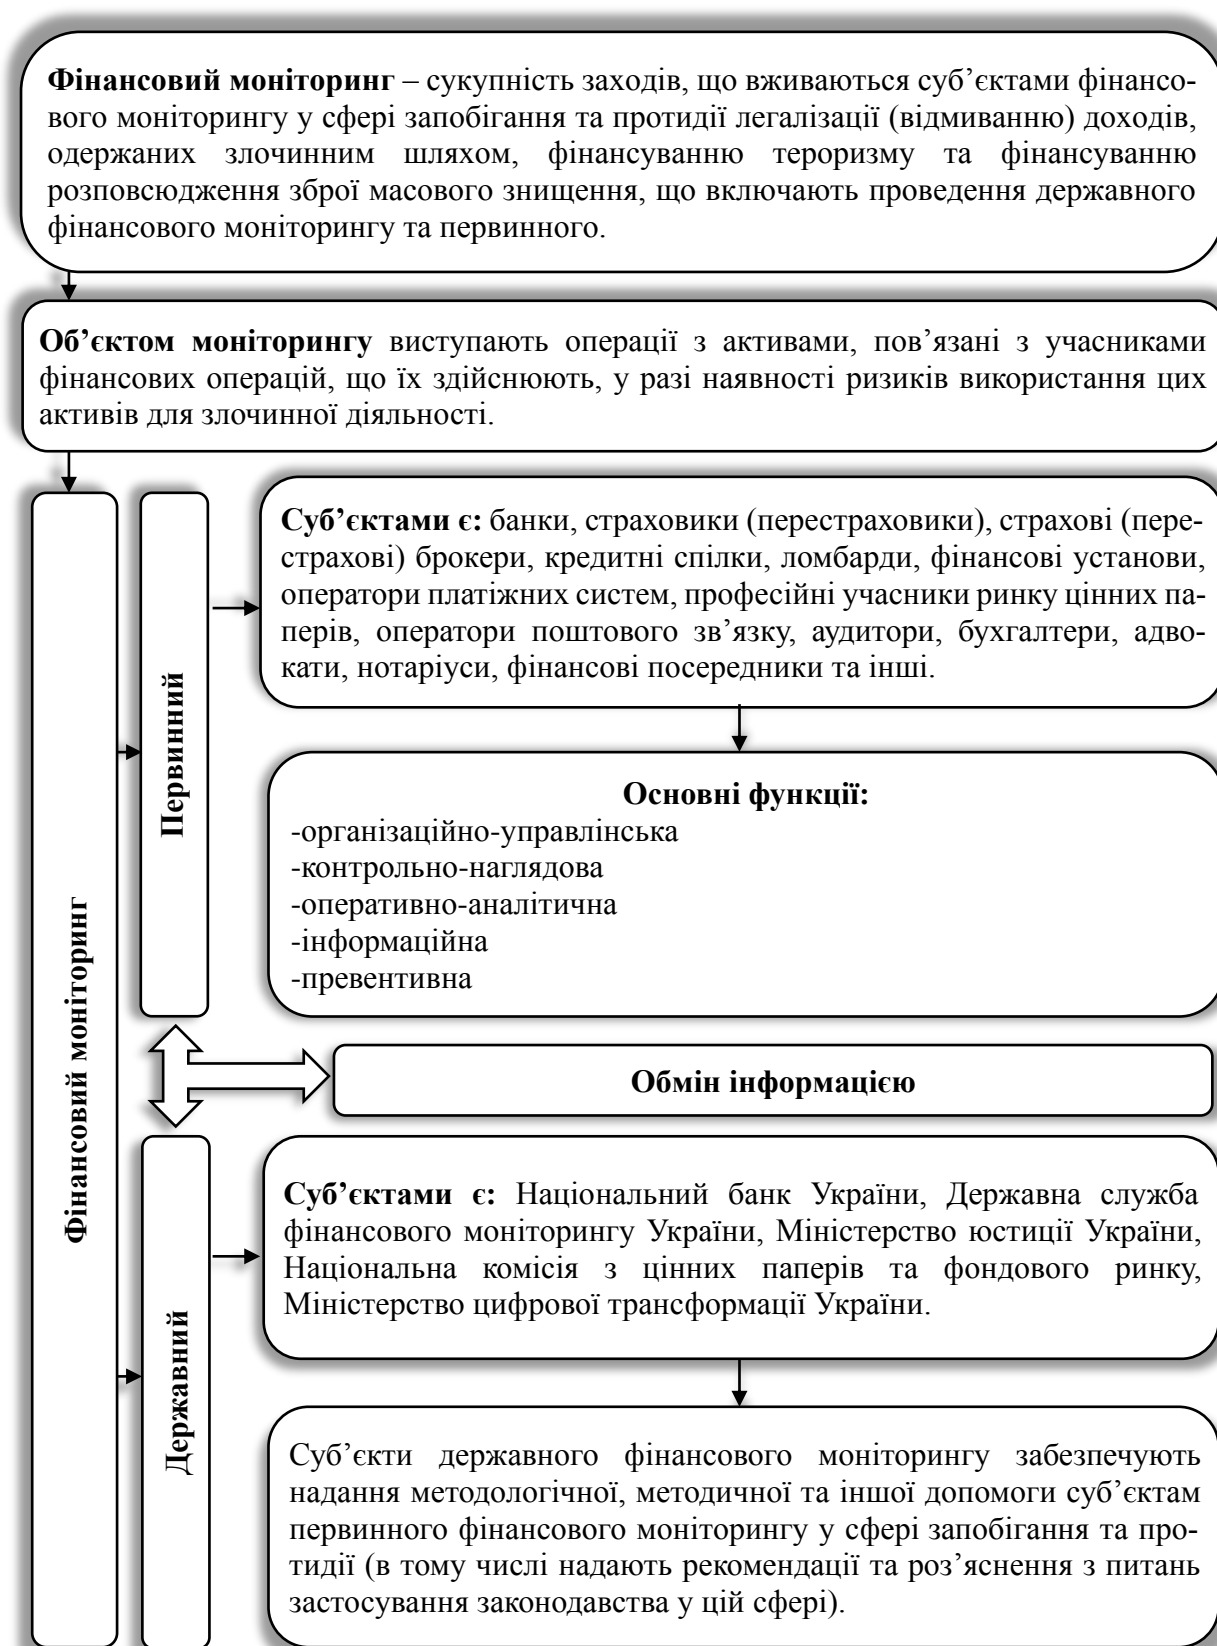 Фінансовий моніторинг – сукупність заходів, що вживаються суб’єктами фінансо-
вого моніторингу у сфері запобігання та протидії легалізації (відмиванню) доходів,
одержаних злочинним шляхом, фінансуванню тероризму та фінансуванню
розповсюдження зброї масового знищення, що включають проведення державного
фінансового моніторингу та первинного.
Об’єктом моніторингу виступають операції з активами, пов’язані з учасниками
фінансових операцій, що їх здійснюють, у разі наявності ризиків використання цих
активів для злочинної діяльності.
Фінансовий моніторинг
Первинний
Суб’єктами є: банки, страховики (перестраховики), страхові (пере-
страхові) брокери, кредитні спілки, ломбарди, фінансові установи,
оператори платіжних систем, професійні учасники ринку цінних па-
перів, оператори поштового зв’язку, аудитори, бухгалтери, адво-
кати, нотаріуси, фінансові посередники та інші.
Основні функції:
-організаційно-управлінська
-контрольно-наглядова
-оперативно-аналітична
-інформаційна
-превентивна
Обмін інформацією
Державний
Суб’єктами є: Національний банк України, Державна служба
фінансового моніторингу України, Міністерство юстиції України,
Національна комісія з цінних паперів та фондового ринку,
Міністерство цифрової трансформації України.
Суб’єкти державного фінансового моніторингу забезпечують
надання методологічної, методичної та іншої допомоги суб’єктам
первинного фінансового моніторингу у сфері запобігання та про-
тидії (в тому числі надають рекомендації та роз’яснення з питань
застосування законодавства у цій сфері).